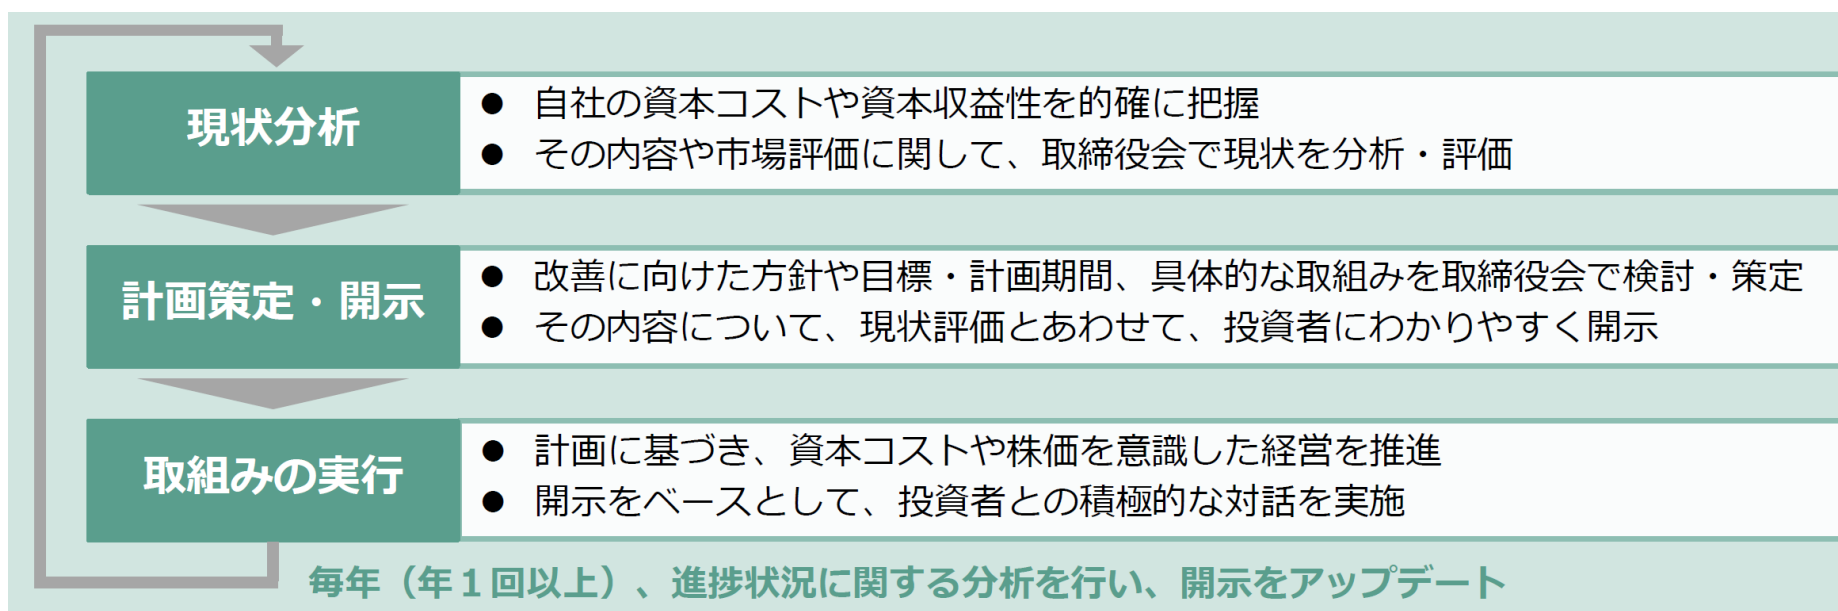 現状分析
● 自社の資本コストや資本収益性を的確に把握
● その内容や市場評価に関して、取締役会で現状を分析・評価
計画策定・開示
● 改善に向けた方針や目標・計画期間、具体的な取組みを取締役会で検討・策定
● その内容について、現状評価とあわせて、投資者にわかりやすく開示
取組みの実行
● 計画に基づき、資本コストや株価を意識した経営を推進
● 開示をベースとして、投資者との積極的な対話を実施
毎年（年１回以上）、進捗状況に関する分析を行い、開示をアップデート